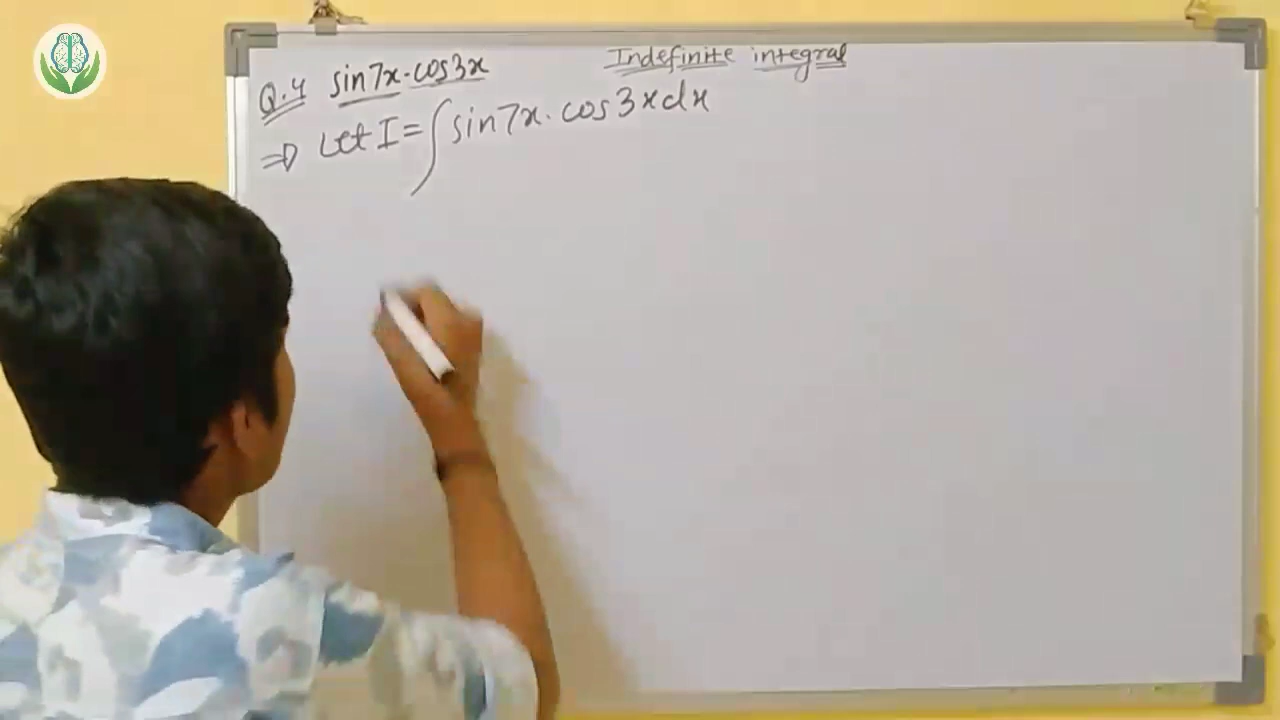 Indefinite integral
Q.4 sin7x·cos3x
⇒ Let I = ∫ sin7x · cos3x dx